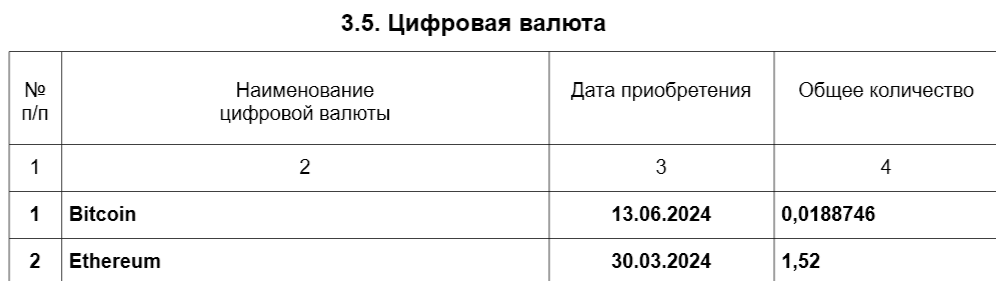 3.5. Цифровая валюта
№ п/п
Наименование цифровой валюты
Дата приобретения
Общее количество
1 2 3 4
1 Bitcoin 13.06.2024 0,0188746
2 Ethereum 30.03.2024 1,52